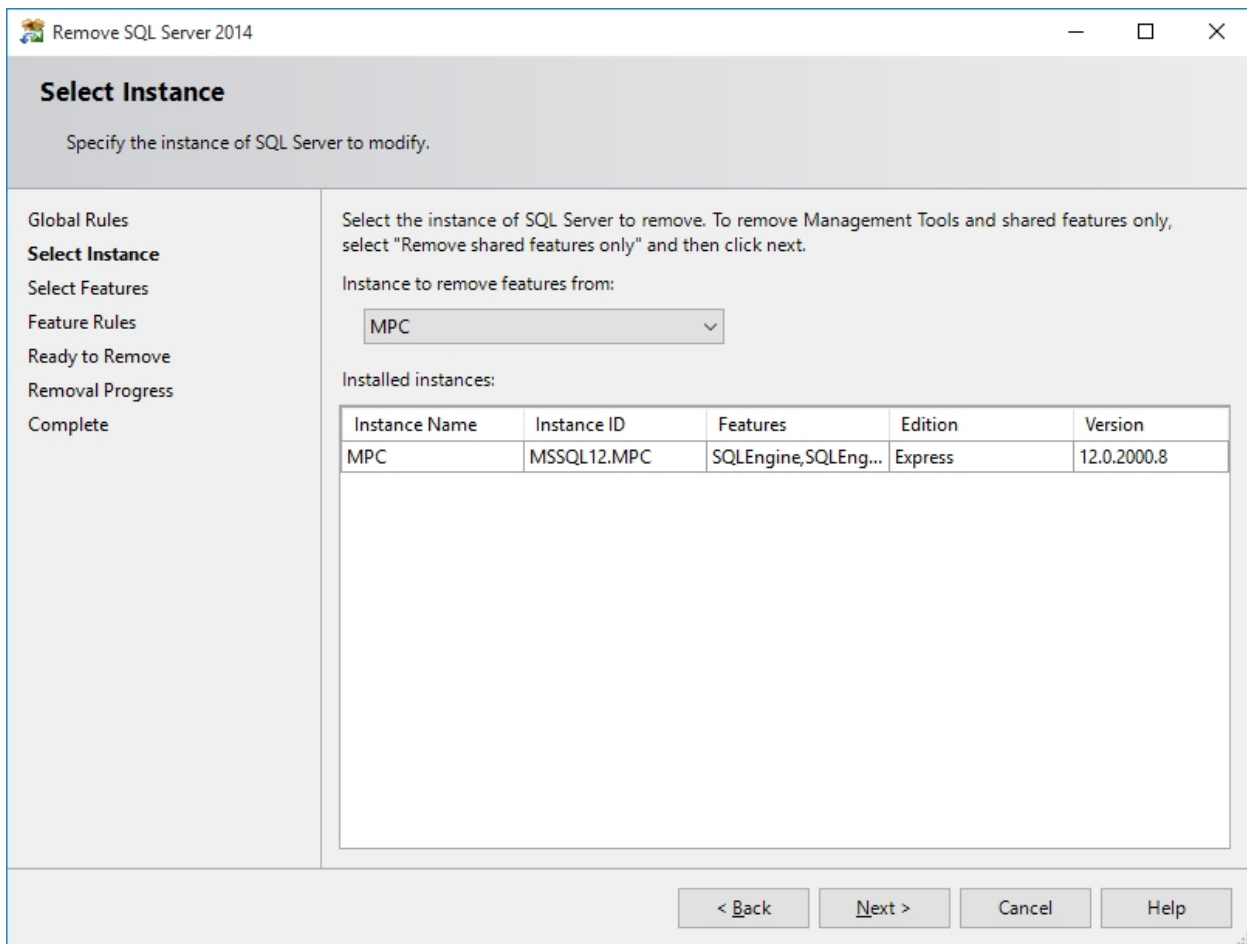 Remove SQL Server 2014
Select Instance
Specify the instance of SQL Server to modify.
Global Rules
Select Instance
Select Features
Feature Rules
Ready to Remove
Removal Progress
Complete
Select the instance of SQL Server to remove. To remove Management Tools and shared features only,
select "Remove shared features only" and then click next.
Instance to remove features from:
MPC
Installed instances:
Instance Name Instance ID Features Edition Version
MPC MSSQL12.MPC SQLEngine,SQLEng... Express 12.0.2000.8
< Back Next > Cancel Help